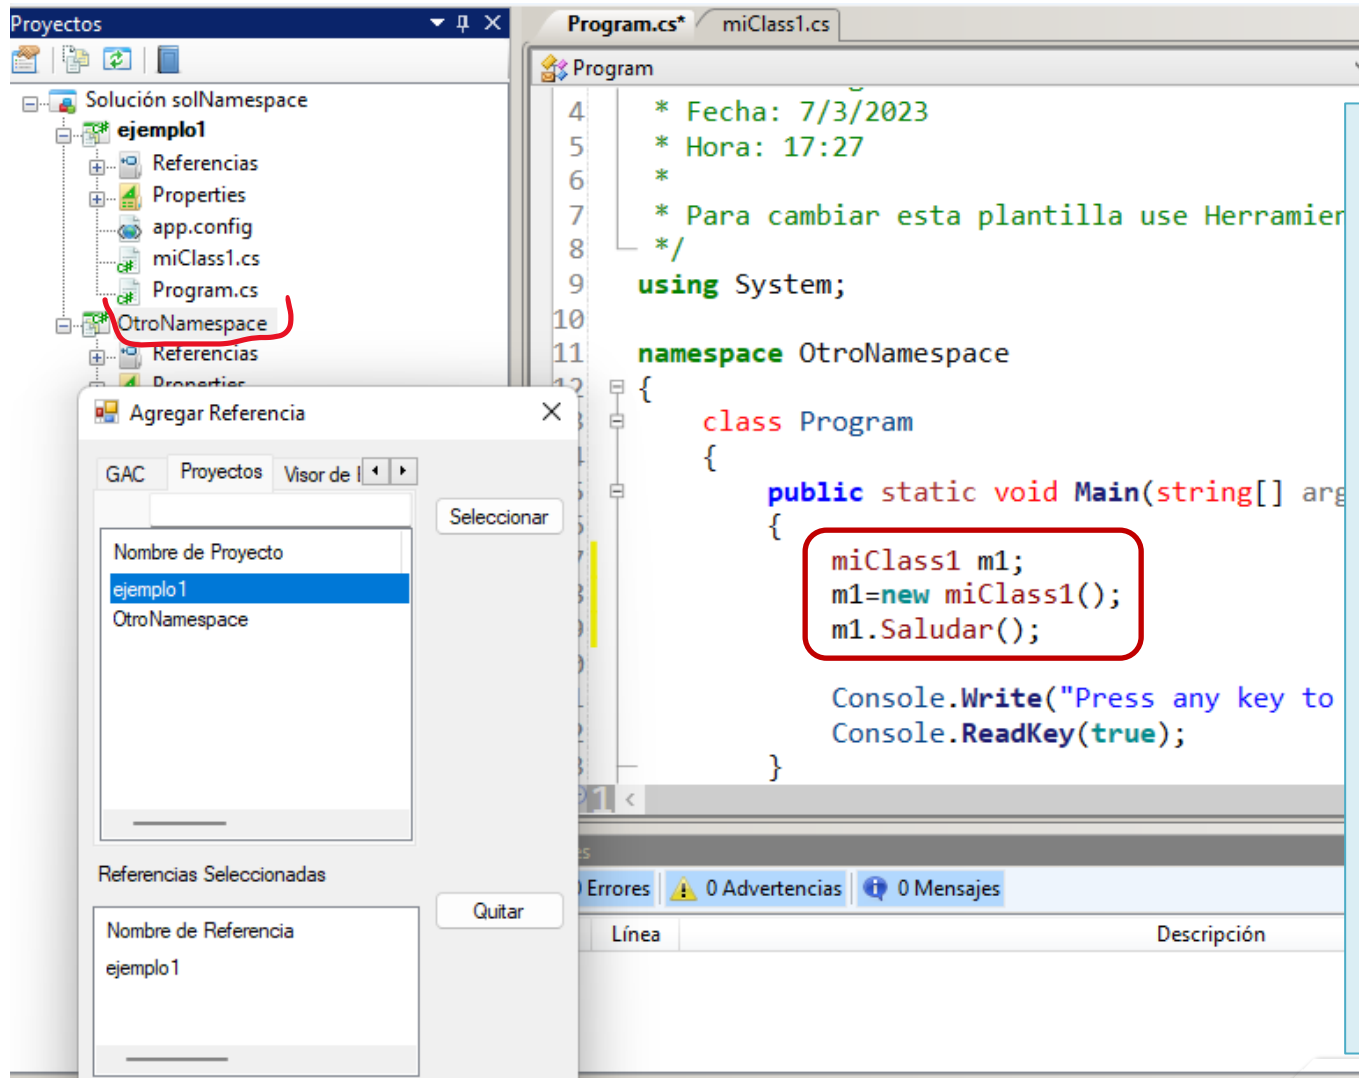 Proyectos
Program.cs* miClass1.cs
Program
Solución solNamespace
ejemplo1
Referencias
Properties
app.config
miClass1.cs
Program.cs
OtroNamespace
Referencias
Properties
4 * Fecha: 7/3/2023
5 * Hora: 17:27
6 *
7 * Para cambiar esta plantilla use Herramien
8 */
9 using System;
10
11 namespace OtroNamespace
{
class Program
{
public static void Main(string[] arg
{
miClass1 m1;
m1=new miClass1();
m1.Saludar();
Console.Write("Press any key to
Console.ReadKey(true);
}
Agregar Referencia
GAC Proyectos Visor de
Seleccionar
Nombre de Proyecto
ejemplo1
OtroNamespace
Referencias Seleccionadas
Quitar
Nombre de Referencia
ejemplo1
Errores 0 Advertencias 0 Mensajes
Línea Descripción